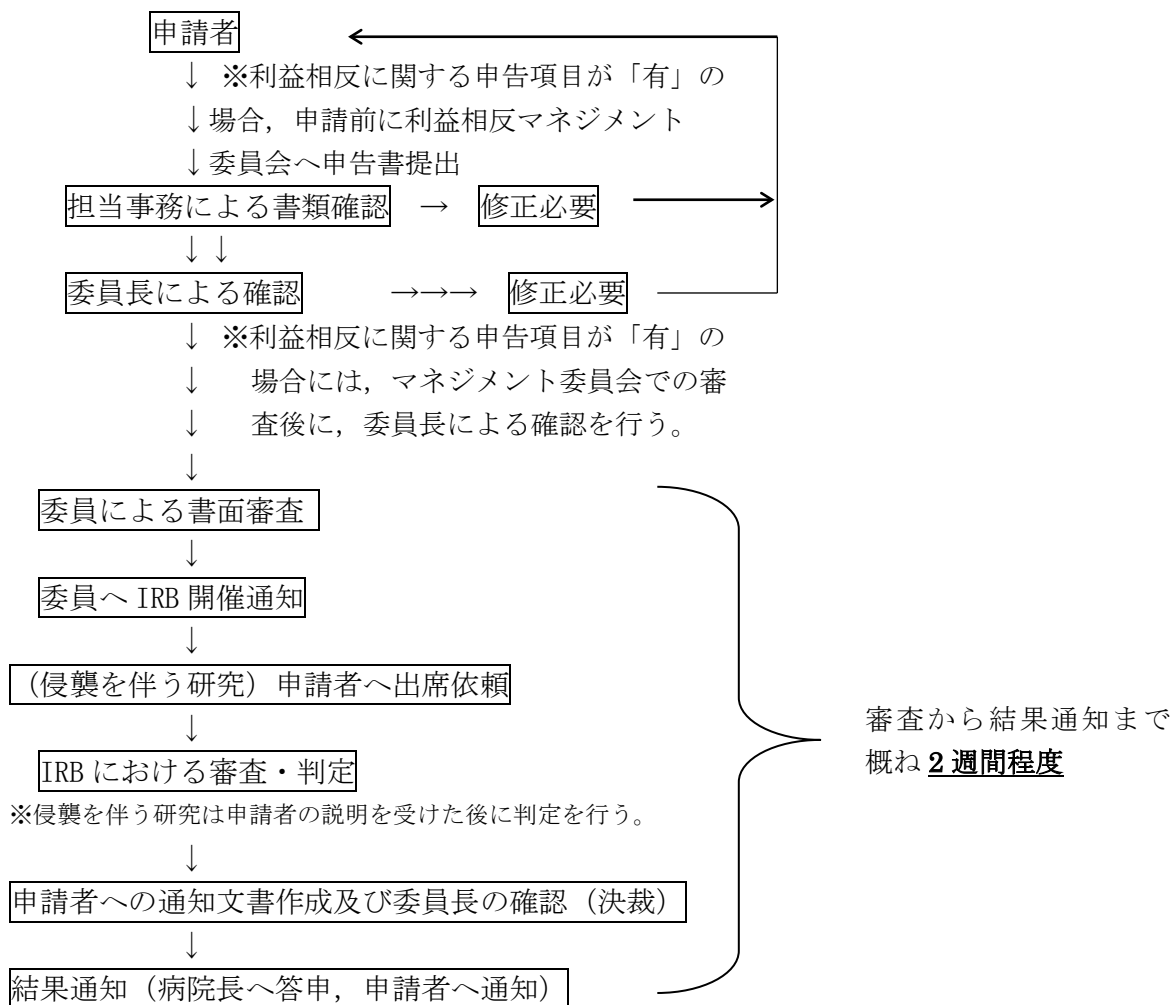 申請者
↓ ※利益相反に関する申告項目が「有」の
↓場合，申請前に利益相反マネジメント
↓委員会へ申告書提出
担当事務による書類確認 → 修正必要
↓ ↓
委員長による確認 →→→ 修正必要
↓ ※利益相反に関する申告項目が「有」の
↓ 場合には，マネジメント委員会での審
↓ 査後に，委員長による確認を行う。
↓
委員による書面審査
↓
委員へ IRB 開催通知
↓
（侵襲を伴う研究）申請者へ出席依頼
↓
IRB における審査・判定
※侵襲を伴う研究は申請者の説明を受けた後に判定を行う。
↓
申請者への通知文書作成及び委員長の確認（決裁）
↓
結果通知（病院長へ答申，申請者へ通知）
審査から結果通知まで
概ね 2 週間程度